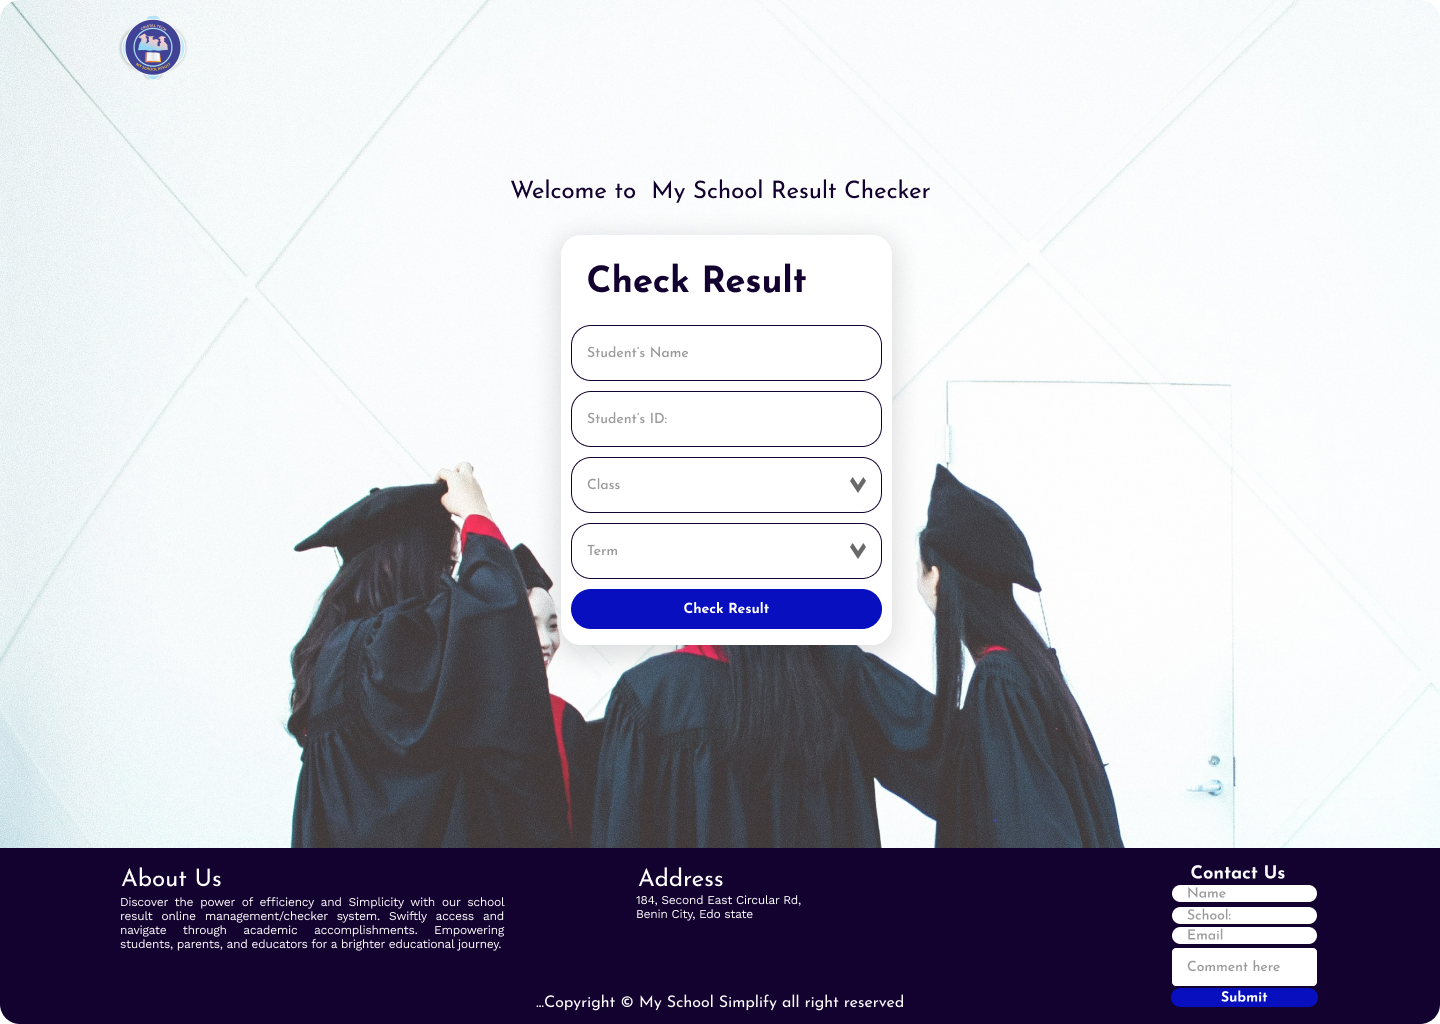 Welcome to  My School Result Checker
Check Result
Student's Name
Student's ID:
Class
Term
Check Result
About Us
Discover the power of efficiency and Simplicity with our school
result online management/checker system. Swiftly access and
navigate through academic accomplishments. Empowering
students, parents, and educators for a brighter educational journey.
Address
184, Second East Circular Rd,
Benin City, Edo state
Contact Us
Name
School:
Email
Comment here
Submit
...Copyright © My School Simplify all right reserved